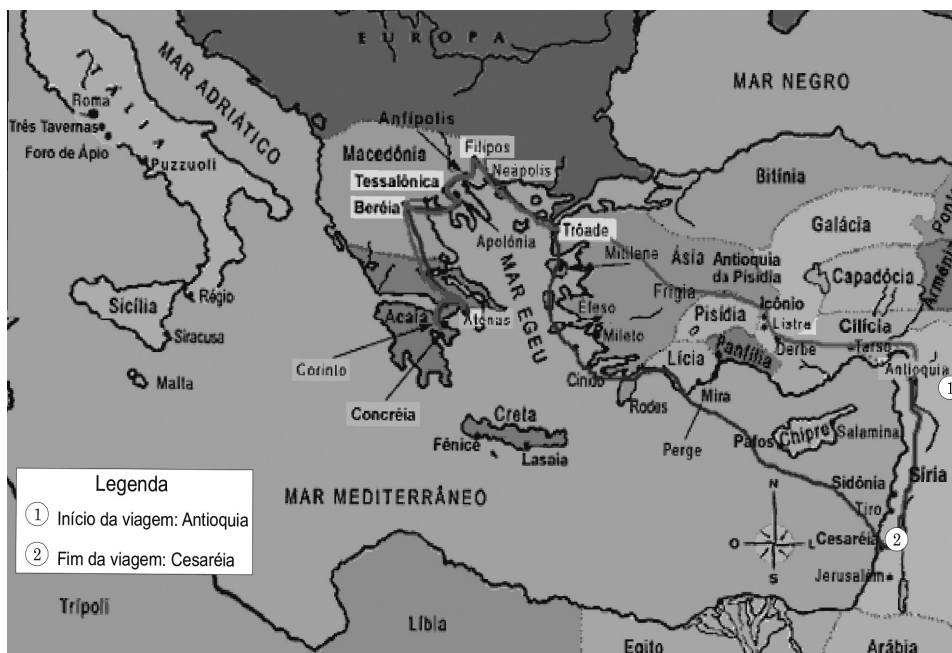 EUROPA
MAR NEGRO
ITÁLIA
MAR ADRIÁTICO
Roma
Três Tavernas
Foro de Ápio
Puzzuoli
Anfípolis
Macedônia
Filipos
Neápolis
Tessalônica
Beréia
Bitínia
Galácia
Trôade
Apolônia
Mitilene
Ásia
Antioquia
da Pisídia
Capadócia
Armênia
MAR EGEU
Frígia
Icônio
Sicília
Régio
Siracusa
Acaia
Atenas
Éfeso
Mileto
Pisídia
Listra
Cilícia
Panfília
Derbe
Tarso
Lícia
Antioquia
1
Corinto
Malta
Cindo
Rodes
Mira
Concréia
Creta
Fênice
Lasaia
Perge
Pafos
Chipre
Salamina
Síria
Sidônia
Tiro
Cesaréia
2
Jerusalém
N
O
L
S
MAR MEDITERRÂNEO
Legenda
1 Início da viagem: Antioquia
2 Fim da viagem: Cesaréia
Trípoli
Líbia
Egito
Arábia